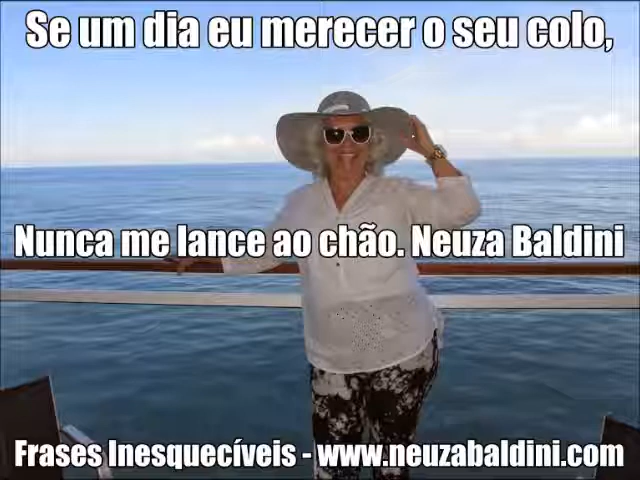 Se um dia eu merecer o seu colo,
Nunca me lance ao chão. Neuza Baldini
Frases Inesquecíveis - www.neuzabaldini.com